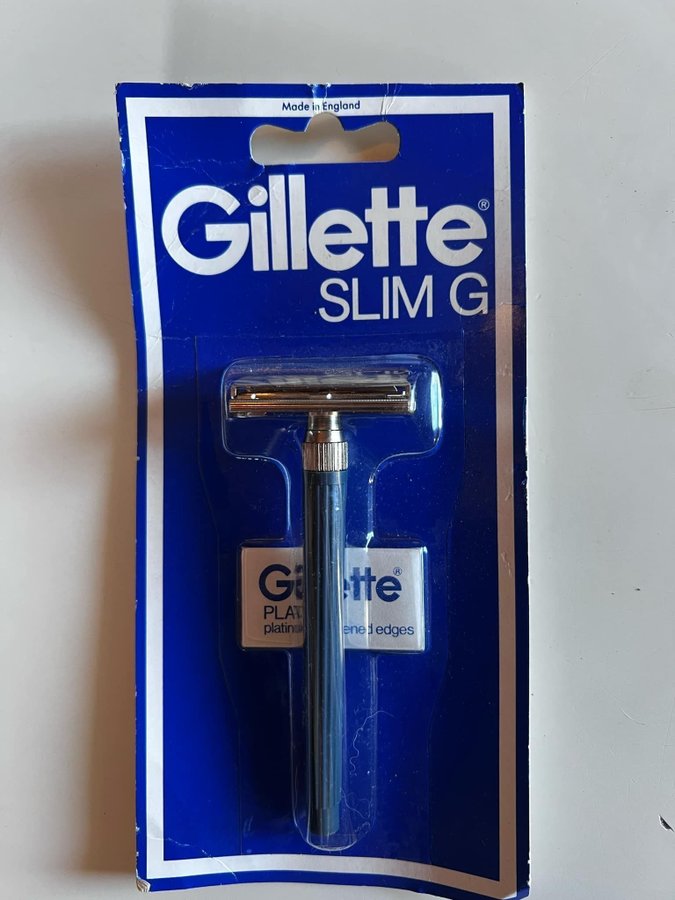 Made in England
Gillette®
SLIM G
G ette®
PLAT
platin ened edges